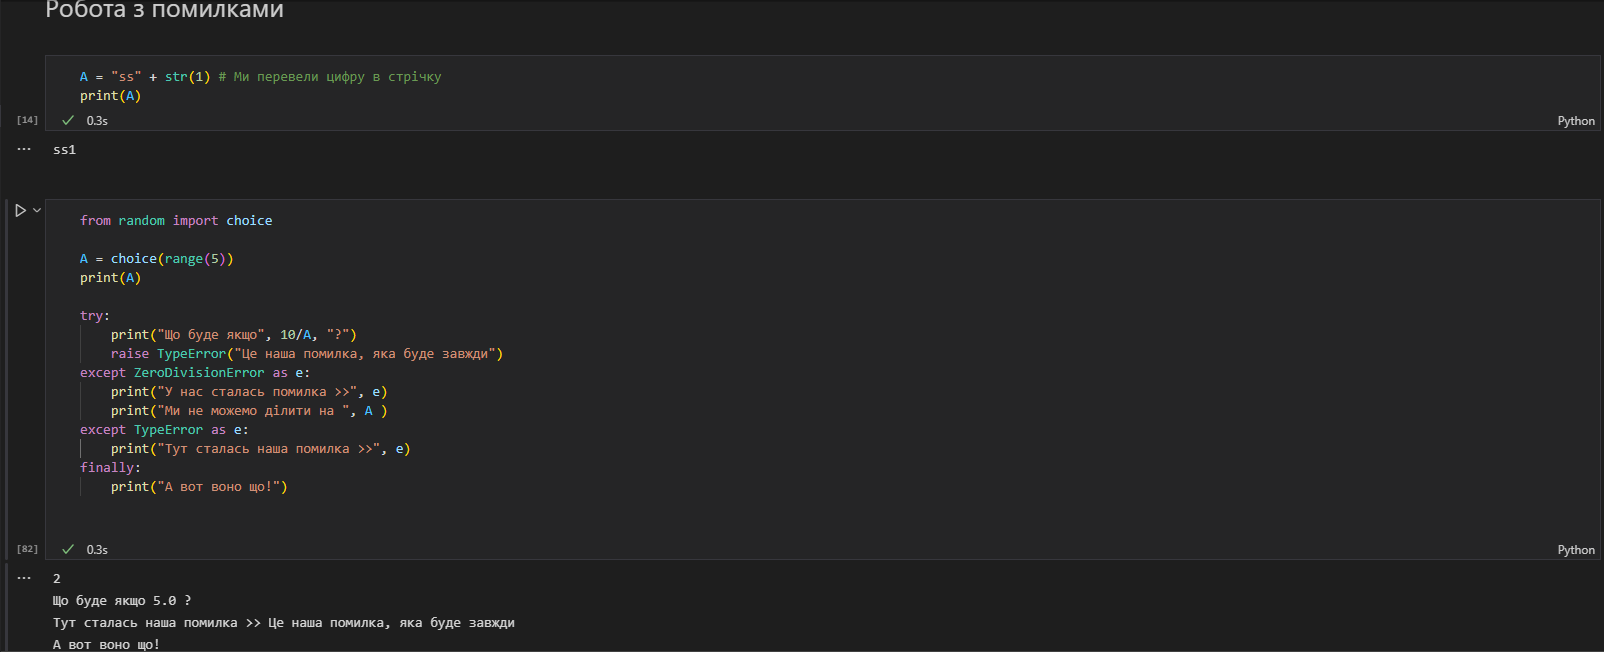 Робота з помилками
A = "ss" + str(1) # Ми перевели цифру в стрічку
print(A)
[14] 0.3s Python
... ss1
from random import choice
A = choice(range(5))
print(A)
try:
print("Що буде якщо", 10/A, "?")
raise TypeError("Це наша помилка, яка буде завжди")
except ZeroDivisionError as e:
print("У нас сталась помилка >>", e)
print("Ми не можемо ділити на ", A )
except TypeError as e:
print("Тут сталась наша помилка >>", e)
finally:
print("А вот воно що!")
[82] 0.3s Python
... 2
Що буде якщо 5.0 ?
Тут сталась наша помилка >> Це наша помилка, яка буде завжди
А вот воно що!